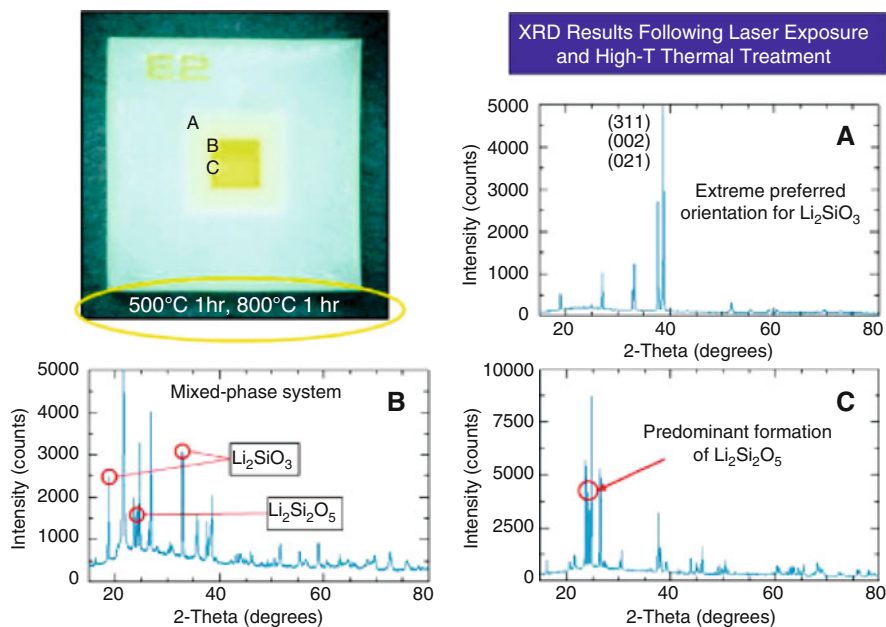 E2
A
B
C
500°C 1hr, 800°C 1 hr
XRD Results Following Laser Exposure
and High-T Thermal Treatment
5000
4000
3000
2000
1000
0
Intensity (counts)
(311)
(002)
(021)
A
Extreme preferred
orientation for Li₂SiO₃
20
40
60
80
2-Theta (degrees)
5000
4000
3000
2000
1000
0
Intensity (counts)
Mixed-phase system
B
Li₂SiO₃
Li₂Si₂O₅
20
40
60
80
2-Theta (degrees)
10000
7500
5000
2500
0
Intensity (counts)
C
Predominant formation
of Li₂Si₂O₅
20
30
40
60
80
2-Theta (degrees)